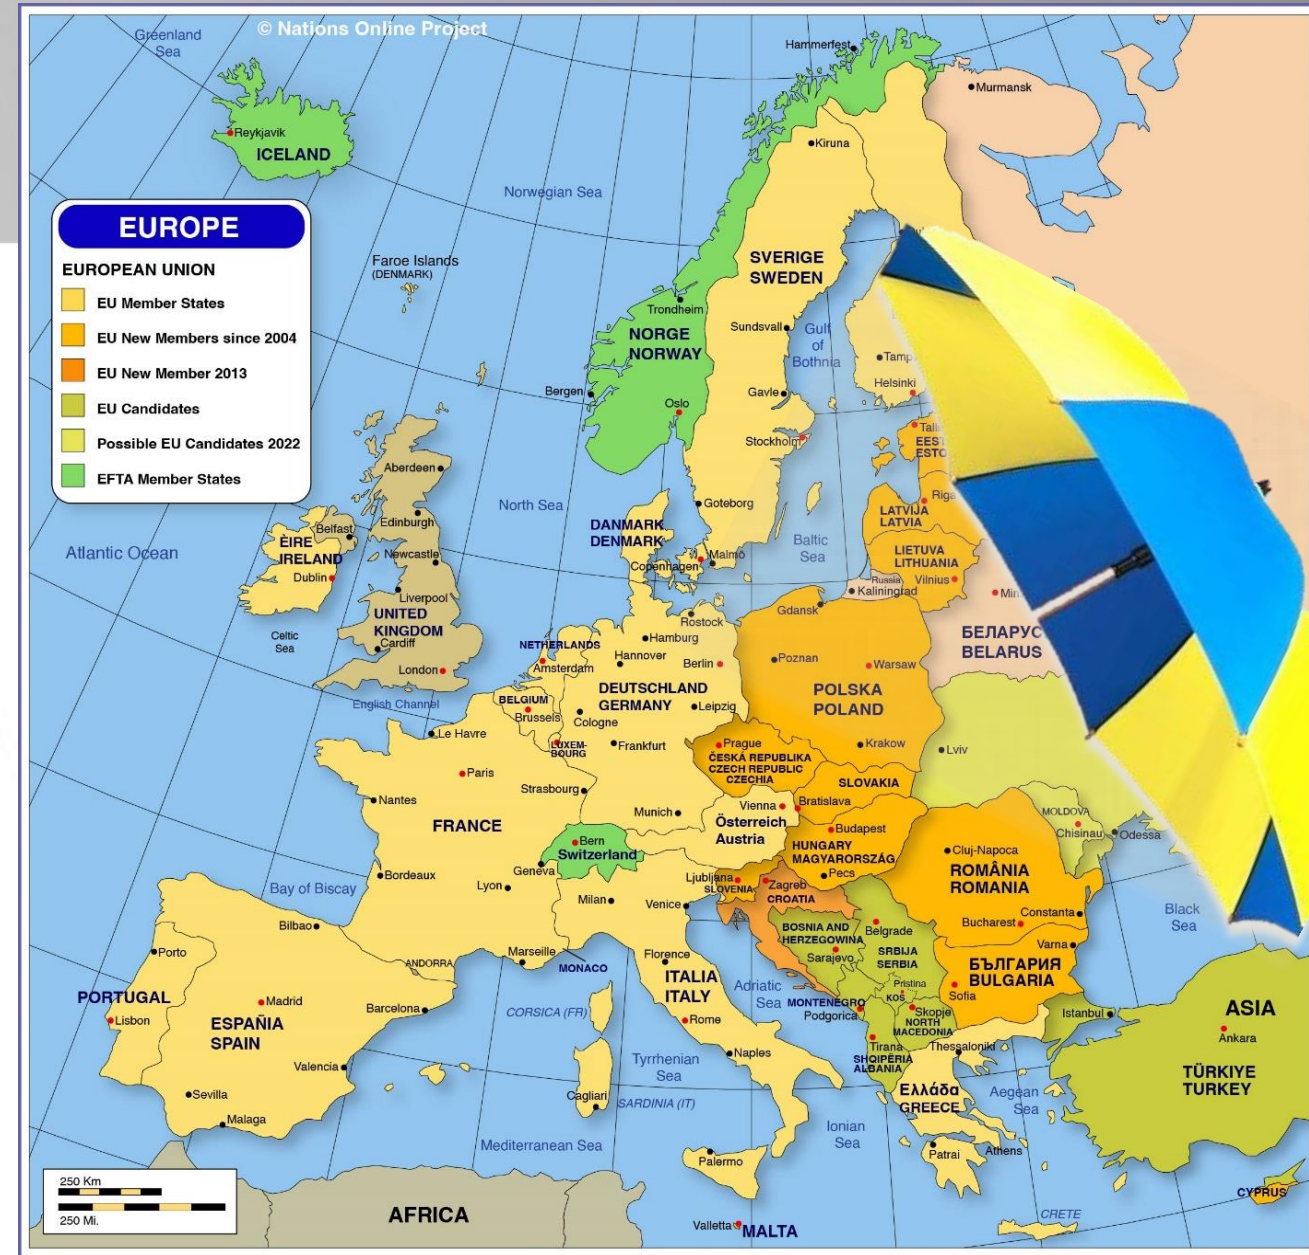 © Nations Online Project
Greenland
Sea
Hammerfest
Murmansk
Reykjavik
ICELAND
Kiruna
Norwegian Sea
EUROPE
EUROPEAN UNION
EU Member States
EU New Members since 2004
EU New Member 2013
EU Candidates
Possible EU Candidates 2022
EFTA Member States
Faroe Islands
(DENMARK)
SVERIGE
SWEDEN
Trondheim
NORGE
NORWAY
Sundsvall
Gulf
of
Bothnia
Tamp
Helsinki
Bergen
Oslo
Gavle
Stockholm
Tall
EEST
ESTO
Aberdeen
North Sea
Goteborg
Riga
LATVIJA
LATVIA
Edinburgh
Belfast
DANMARK
DENMARK
Baltic
Sea
Atlantic Ocean
ÈIRE
IRELAND
Dublin
Newcastle
Copenhagen
Malmö
LIETUVA
LITHUANIA
Vilnius
Russia
Kaliningrad
Min
Liverpool
UNITED
KINGDOM
Cardiff
London
Celtic
Sea
Rostock
Gdansk
Hamburg
NETHERLANDS
Amsterdam
Hannover
Berlin
Poznan
Warsaw
БЕЛАРУС
BELARUS
English Channel
BELGIUM
Brussels
DEUTSCHLAND
GERMANY
Leipzig
Cologne
POLSKA
POLAND
Le Havre
LUXEM-
BOURG
Frankfurt
Prague
ČESKÁ REPUBLIKA
CZECH REPUBLIC
CZECHIA
Krakow
Lviv
Paris
Strasbourg
SLOVAKIA
Nantes
Munich
Vienna
Bratislava
Österreich
Austria
MOLDOVA
Chisinau
Odessa
FRANCE
Bern
Switzerland
Geneva
Budapest
HUNGARY
MAGYARORSZÁG
Pecs
Cluj-Napoca
ROMÂNIA
ROMANIA
Bay of Biscay
Bordeaux
Lyon
Milan
Venice
Ljubljana
SLOVENIA
Zagreb
CROATIA
Constanta
Bucharest
Black
Sea
Bilbao
Porto
ANDORRA
Marseille
MONACO
Florence
BOSNIA AND
HERZEGOWINA
Sarajevo
Belgrade
SRBIJA
SERBIA
Varna
БЪЛГАРИЯ
BULGARIA
Sofia
PORTUGAL
Lisbon
Madrid
ESPAÑIA
SPAIN
Barcelona
CORSICA (FR)
ITALIA
ITALY
Rome
Adriatic
Sea
MONTENEGRO
Podgorica
Pristina
KOS
Skopje
NORTH
MACEDONIA
Istanbul
ASIA
Ankara
Valencia
Tyrrhenian
Sea
Naples
Tirana
SHQIPËRIA
ALBANIA
Thessaloniki
TÜRKIYE
TURKEY
Sevilla
Malaga
Cagliari
SARDINIA (IT)
Ελλάδα
GREECE
Aegean
Sea
Mediterranean Sea
Ionian
Sea
Palermo
Patrai
Athens
250 Km
250 Mi.
AFRICA
Valletta
MALTA
CRETE
CYPRUS